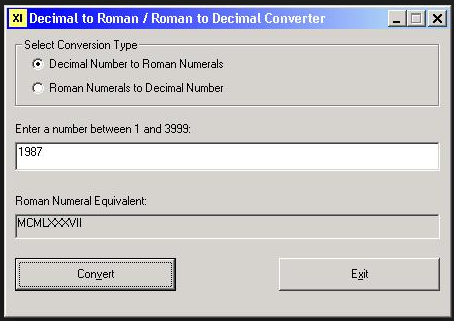 XI Decimal to Roman / Roman to Decimal Converter
Select Conversion Type
Decimal Number to Roman Numerals
Roman Numerals to Decimal Number
Enter a number between 1 and 3999:
1987
Roman Numeral Equivalent:
MCMLXXXVII
Convert Exit